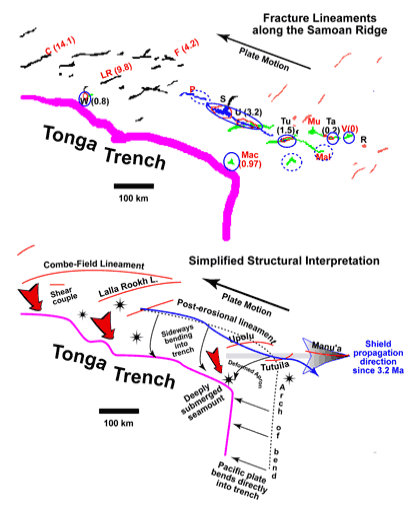 Fracture Lineaments
along the Samoan Ridge
Plate Motion
C (14.1)
F (4.2)
LR (9.8)
W (0.8)
P
S
U (3.2)
Tu
(1.5)
Mu
Ta
(0.2)
V(0)
R
Mal
Mac
(0.97)
Tonga Trench
100 km
Simplified Structural Interpretation
Combe-Field Lineament
Plate Motion
Shear
couple
Lalla Rookh L.
Post-erosional lineament
Sideways
bending
into
trench
Upolu
Manu'a
Tutuila
Shield
propagation
direction
since 3.2 Ma
Deformed Apron
Tonga Trench
Deeply
submerged
seamount
Arch of bend
100 km
Pacific plate
bends directly
into trench